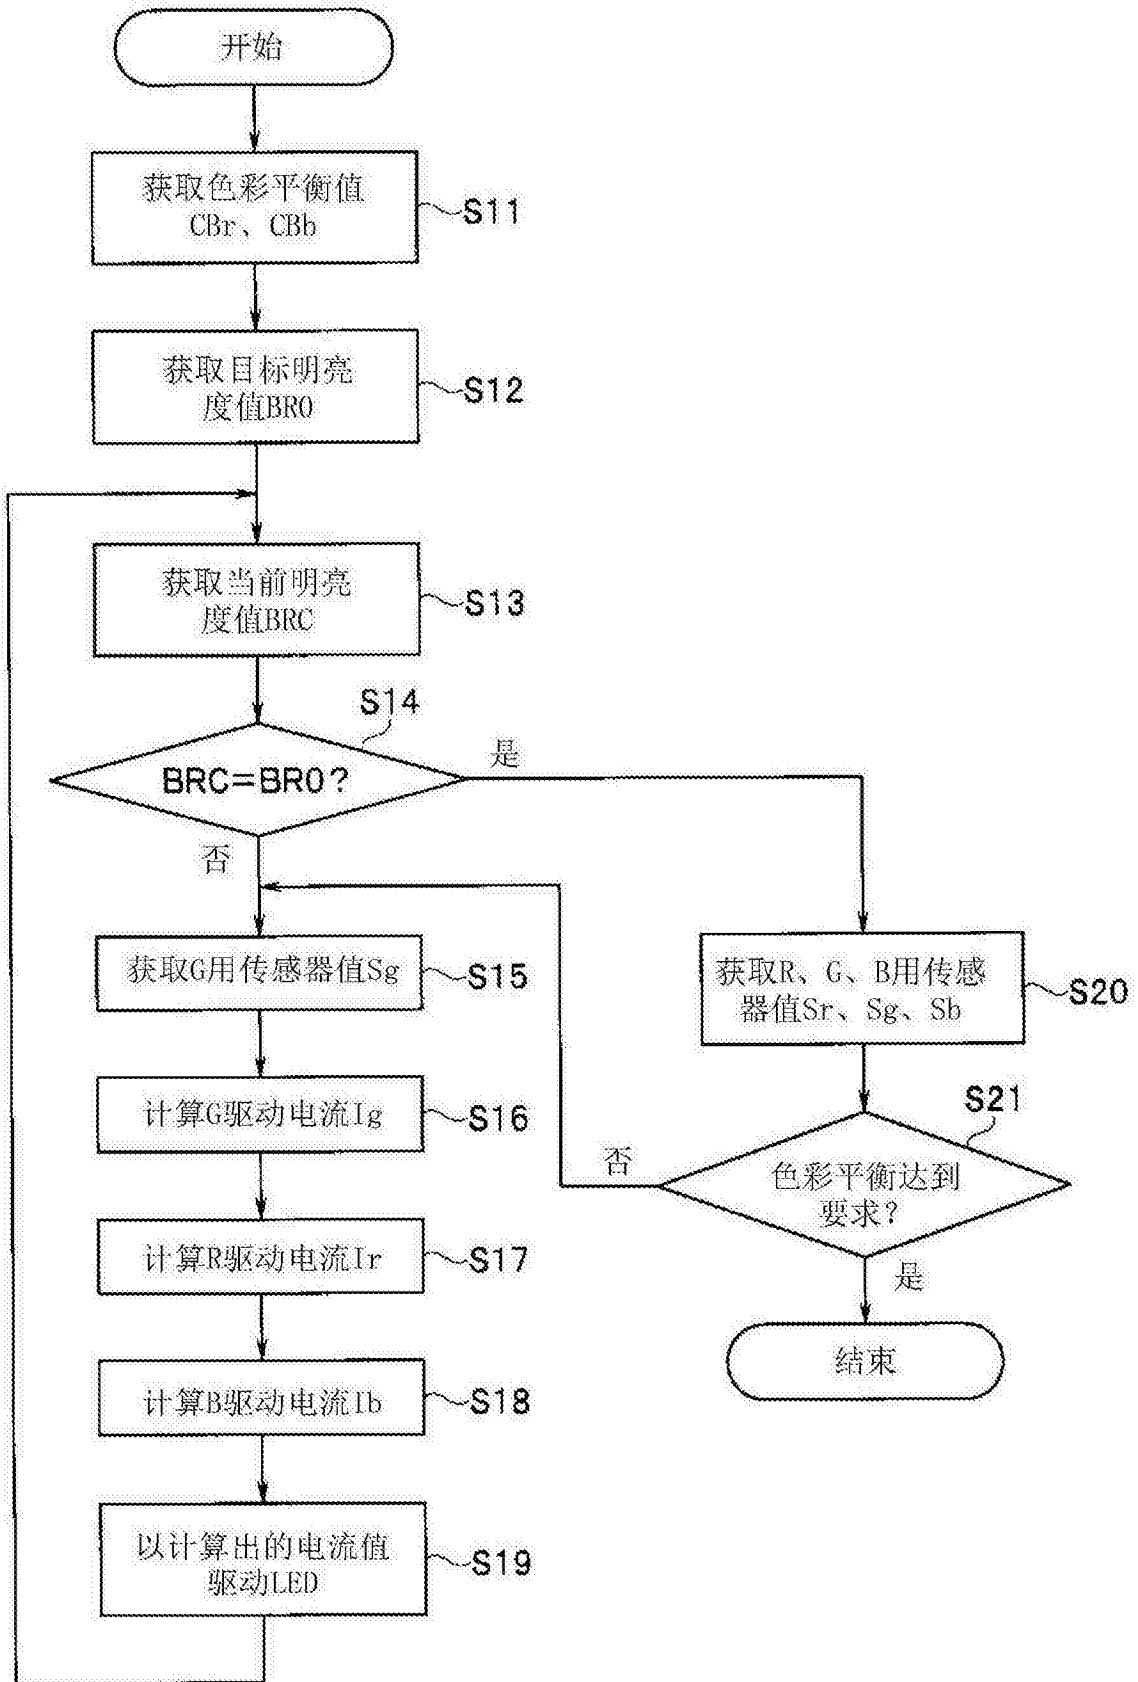 开始
获取色彩平衡值
CBr、CBb
S11
获取目标明亮
度值BR0
S12
获取当前明亮
度值BRC
S13
S14
BRC=BR0?
是
否
获取G用传感器值Sg
S15
获取R、G、B用传感
器值Sr、Sg、Sb
S20
计算G驱动电流Ig
S16
S21
色彩平衡达到
要求?
否
是
计算R驱动电流Ir
S17
结束
计算B驱动电流Ib
S18
以计算出的电流值
驱动LED
S19